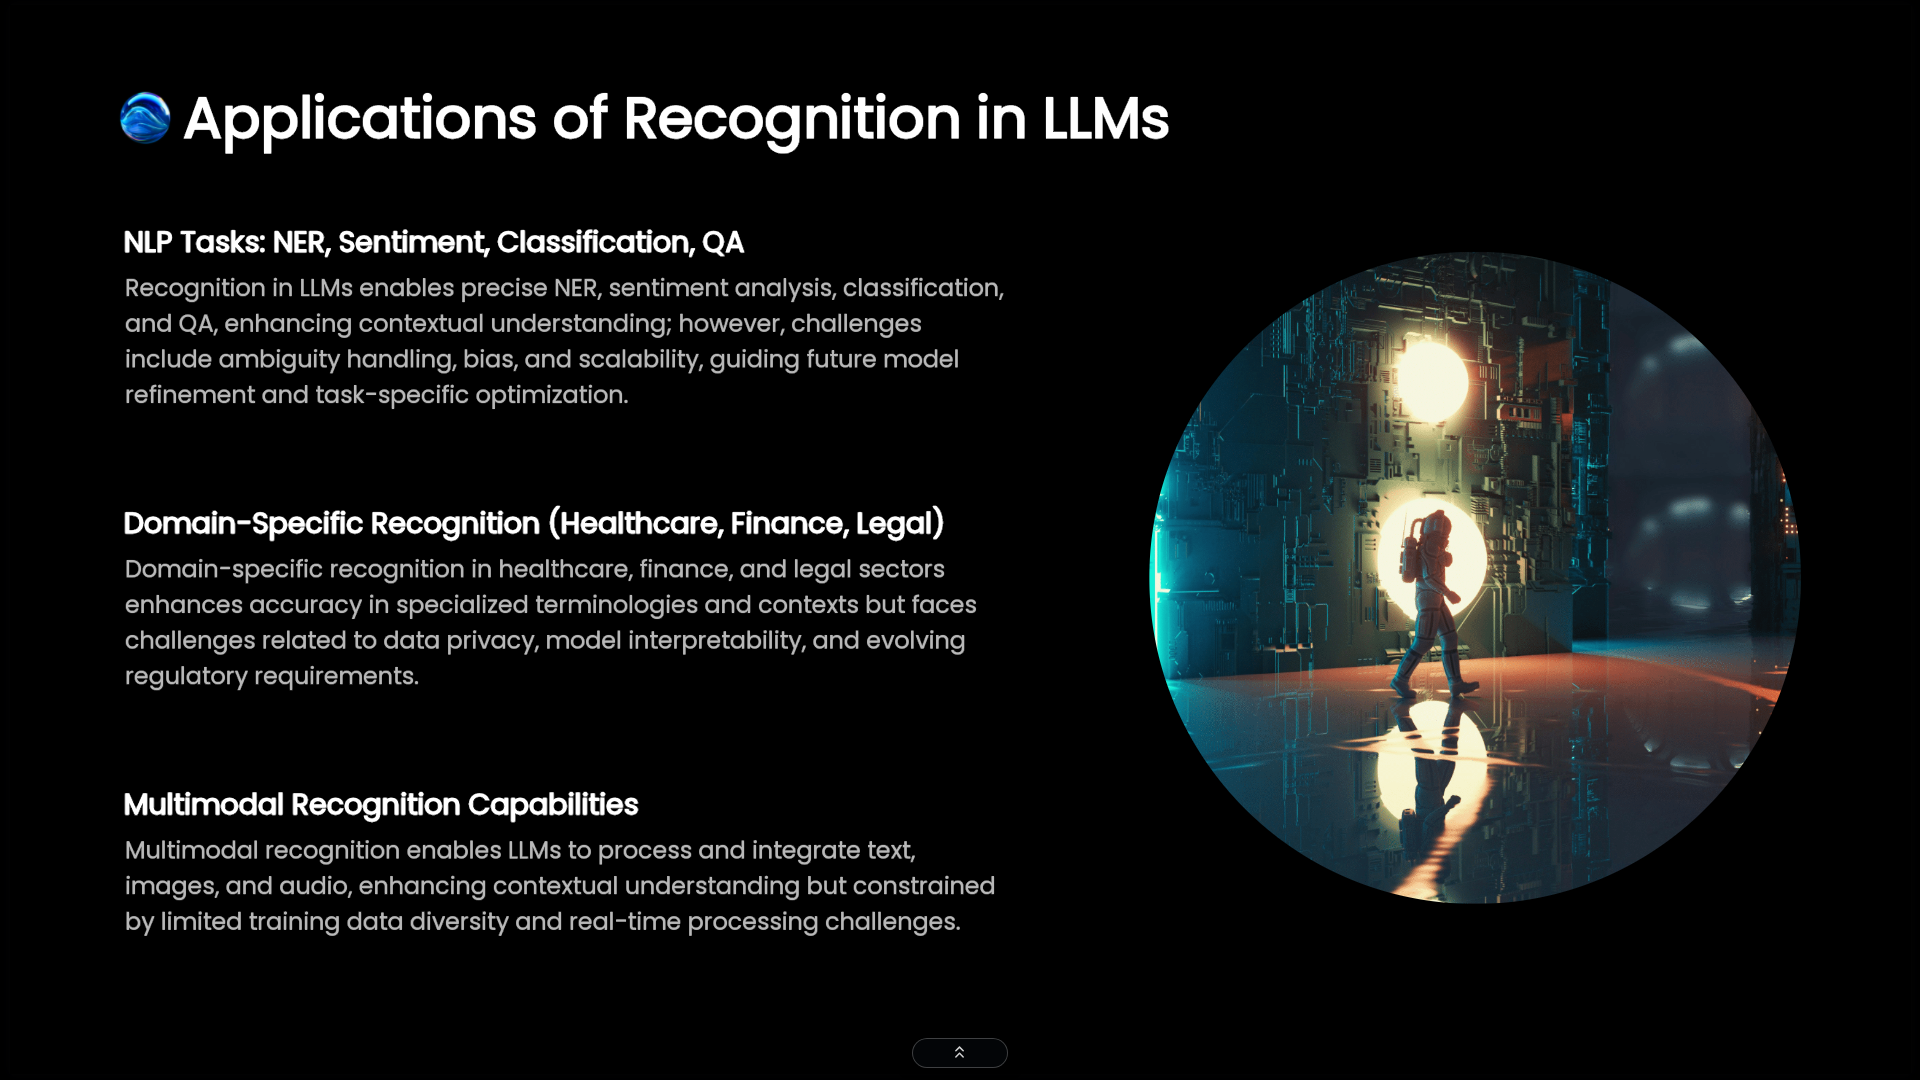 Applications of Recognition in LLMs
NLP Tasks: NER, Sentiment, Classification, QA
Recognition in LLMs enables precise NER, sentiment analysis, classification,
and QA, enhancing contextual understanding; however, challenges
include ambiguity handling, bias, and scalability, guiding future model
refinement and task-specific optimization.
Domain-Specific Recognition (Healthcare, Finance, Legal)
Domain-specific recognition in healthcare, finance, and legal sectors
enhances accuracy in specialized terminologies and contexts but faces
challenges related to data privacy, model interpretability, and evolving
regulatory requirements.
Multimodal Recognition Capabilities
Multimodal recognition enables LLMs to process and integrate text,
images, and audio, enhancing contextual understanding but constrained
by limited training data diversity and real-time processing challenges.